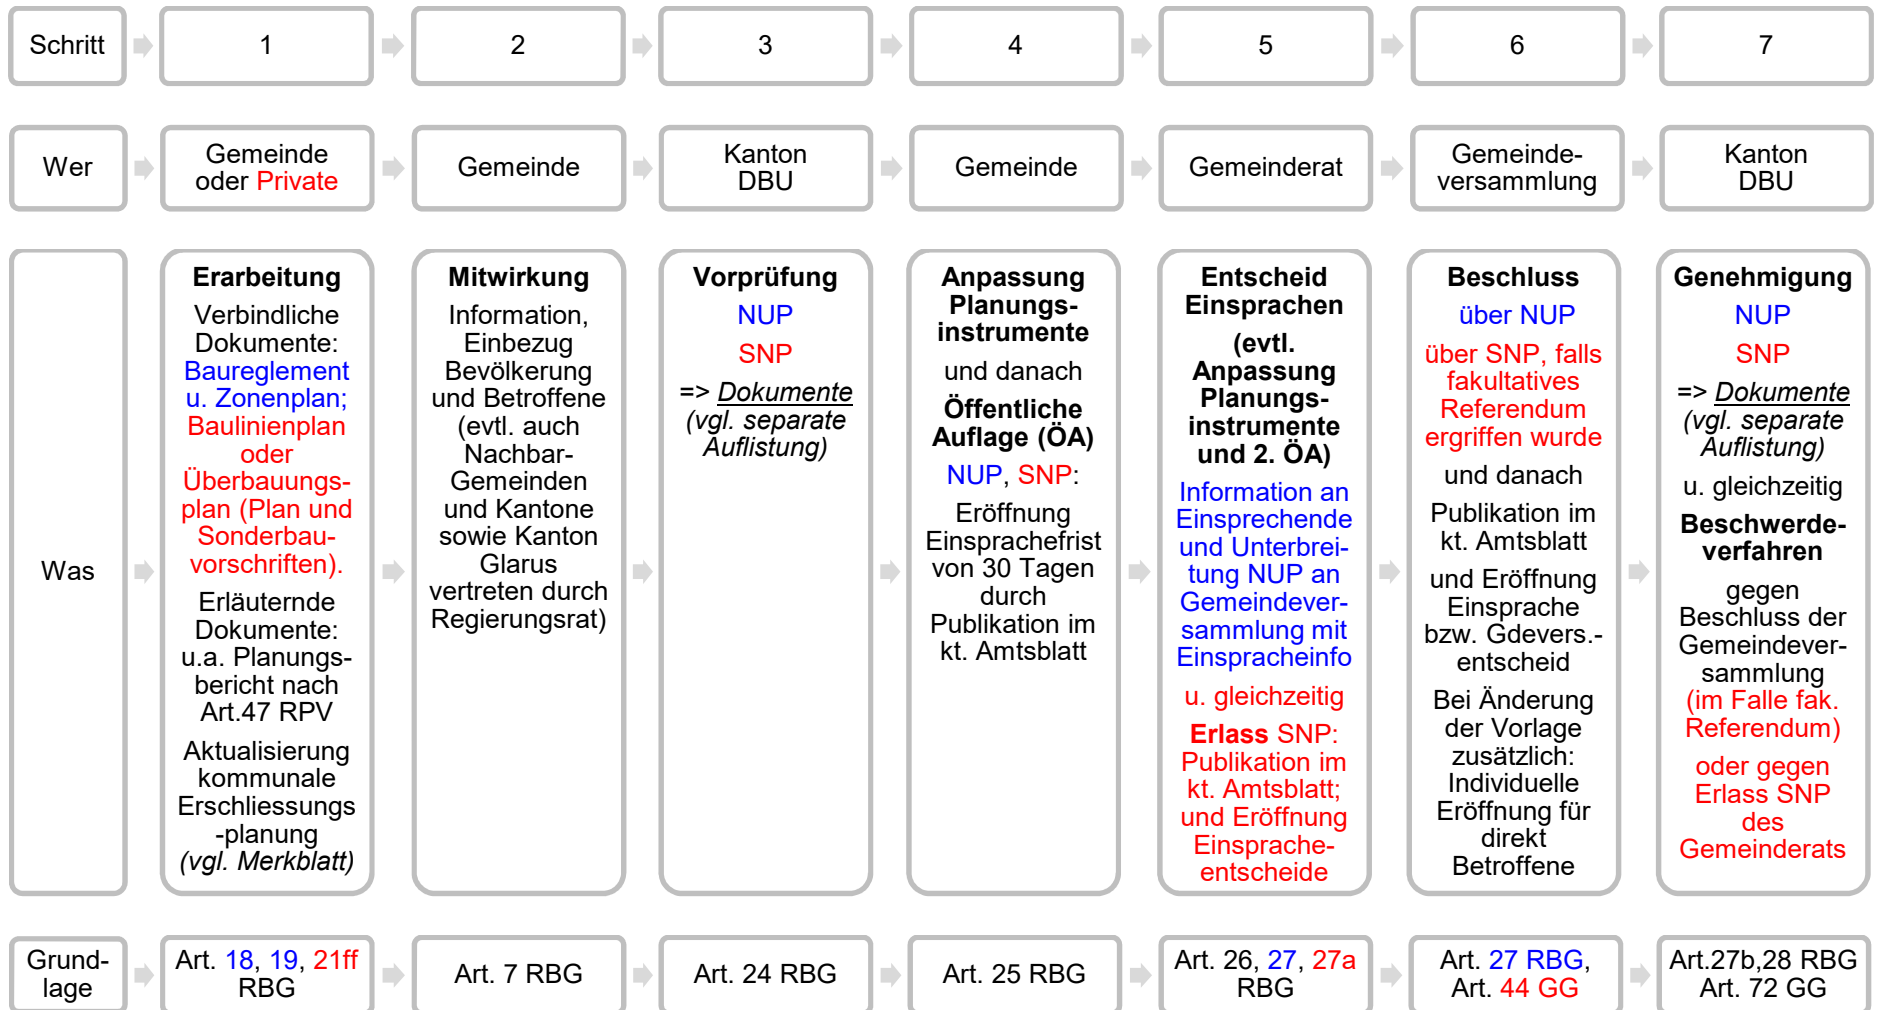 Schritt
1
2
3
4
5
6
7
Wer
Gemeinde
oder Private
Gemeinde
Kanton
DBU
Gemeinde
Gemeinderat
Gemeinde-
versammlung
Kanton
DBU
Was
Erarbeitung
Verbindliche
Dokumente:
Baureglement
u. Zonenplan;
Baulinienplan
oder
Überbauungs-
plan (Plan und
Sonderbau-
vorschriften).
Erläuternde
Dokumente:
u.a. Planungs-
bericht nach
Art.47 RPV
Aktualisierung
kommunale
Erschliessungs
-planung
(vgl. Merkblatt)
Mitwirkung
Information,
Einbezug
Bevölkerung
und Betroffene
(evtl. auch
Nachbar-
Gemeinden
und Kantone
sowie Kanton
Glarus
vertreten durch
Regierungsrat)
Vorprüfung
NUP
SNP
=> Dokumente
(vgl. separate
Auflistung)
Anpassung
Planungs-
instrumente
und danach
Öffentliche
Auflage (ÖA)
NUP, SNP:
Eröffnung
Einsprachefrist
von 30 Tagen
durch
Publikation im
kt. Amtsblatt
Entscheid
Einsprachen
(evtl.
Anpassung
Planungs-
instrumente
und 2. ÖA)
Information an
Einsprechende
und Unterbrei-
tung NUP an
Gemeindever-
sammlung mit
Einspracheinfo
u. gleichzeitig
Erlass SNP:
Publikation im
kt. Amtsblatt;
und Eröffnung
Einsprache-
entscheide
Beschluss
über NUP
über SNP, falls
fakultatives
Referendum
ergriffen wurde
und danach
Publikation im
kt. Amtsblatt
und Eröffnung
Einsprache
bzw. Gdevers.-
entscheid
Bei Änderung
der Vorlage
zusätzlich:
Individuelle
Eröffnung für
direkt
Betroffene
Genehmigung
NUP
SNP
=> Dokumente
(vgl. separate
Auflistung)
u. gleichzeitig
Beschwerde-
verfahren
gegen
Beschluss der
Gemeindever-
sammlung
(im Falle fak.
Referendum)
oder gegen
Erlass SNP
des
Gemeinderats
Grund-
lage
Art. 18, 19, 21ff
RBG
Art. 7 RBG
Art. 24 RBG
Art. 25 RBG
Art. 26, 27, 27a
RBG
Art. 27 RBG,
Art. 44 GG
Art.27b,28 RBG
Art. 72 GG